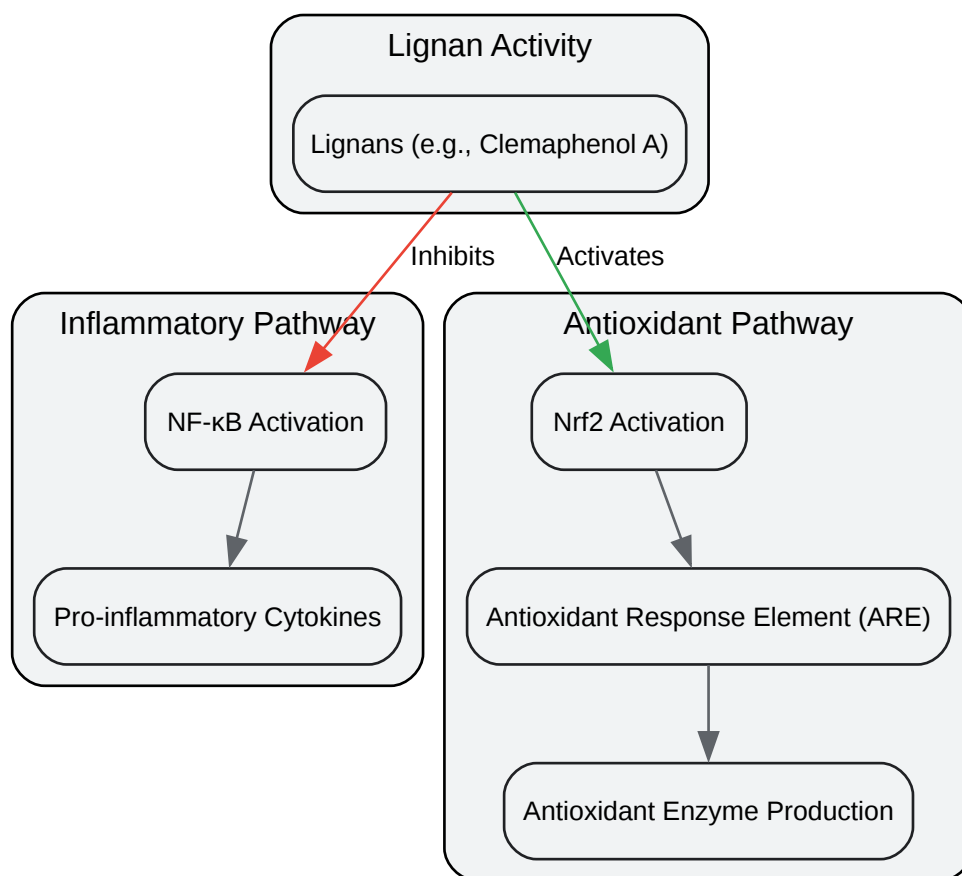 Lignan Activity
Lignans (e.g., Clemaphenol A)
Inhibits
Activates
Inflammatory Pathway
Antioxidant Pathway
NF-κB Activation
Nrf2 Activation
Pro-inflammatory Cytokines
Antioxidant Response Element (ARE)
Antioxidant Enzyme Production